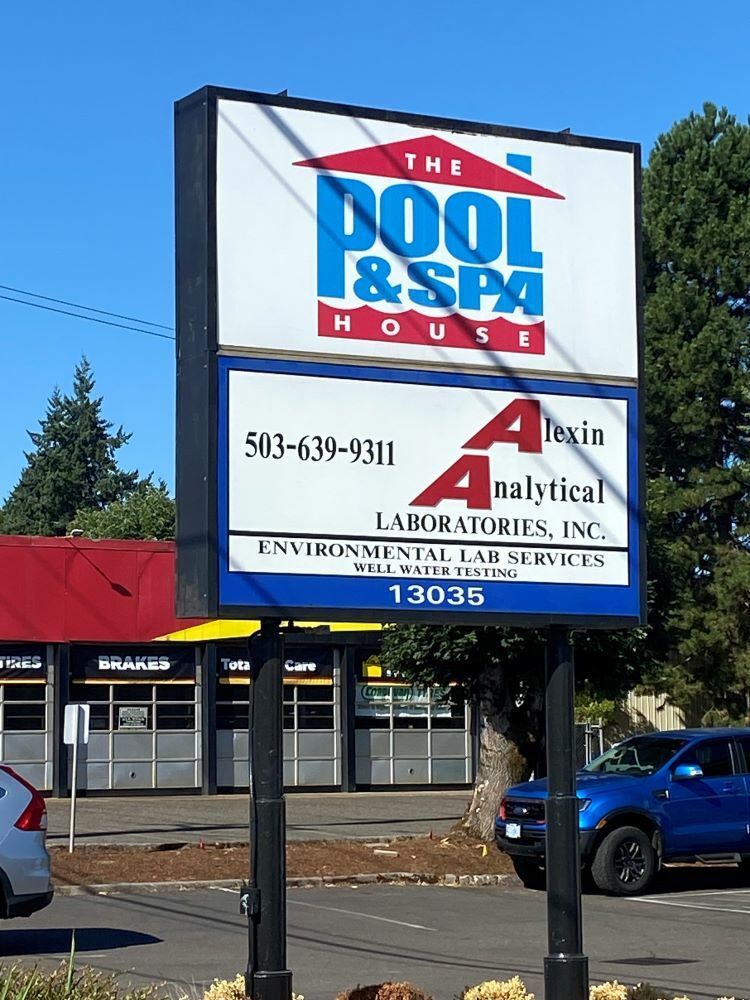 THE
POOL
& SPA
HOUSE
503-639-9311
Alexin
Analytical
LABORATORIES, INC.
ENVIRONMENTAL LAB SERVICES
WELL WATER TESTING
13035
TIRES
BRAKES
Total Care